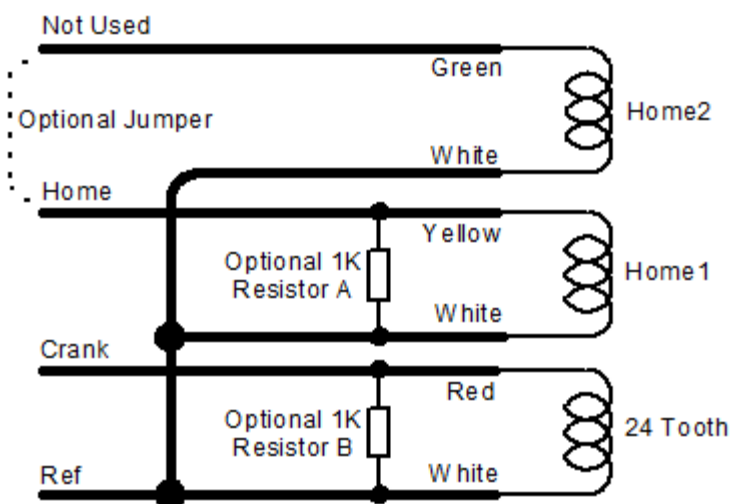 Not Used
Green
Optional Jumper
Home2
White
Home
Yellow
Optional 1K
Resistor A
Home1
White
Crank
Red
Optional 1K
Resistor B
24 Tooth
Ref
White